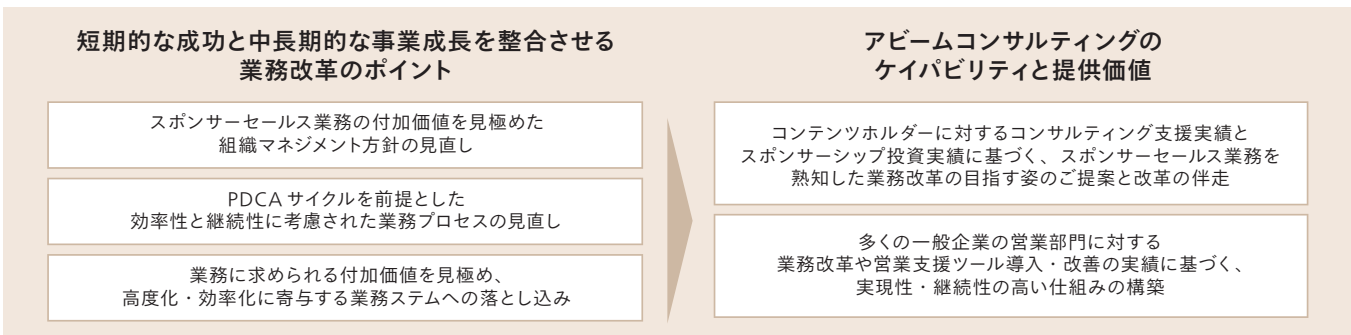 短期的な成功と中長期的な事業成長を整合させる
業務改革のポイント
スポンサーセールス業務の付加価値を見極めた
組織マネジメント方針の見直し
PDCAサイクルを前提とした
効率性と継続性に考慮された業務プロセスの見直し
業務に求められる付加価値を見極め、
高度化・効率化に寄与する業務ステムへの落とし込み
アビームコンサルティングの
ケイパビリティと提供価値
コンテンツホルダーに対するコンサルティング支援実績と
スポンサーシップ投資実績に基づく、スポンサーセールス業務を
熟知した業務改革の目指す姿のご提案と改革の伴走
多くの一般企業の営業部門に対する
業務改革や営業支援ツール導入・改善の実績に基づく、
実現性・継続性の高い仕組みの構築